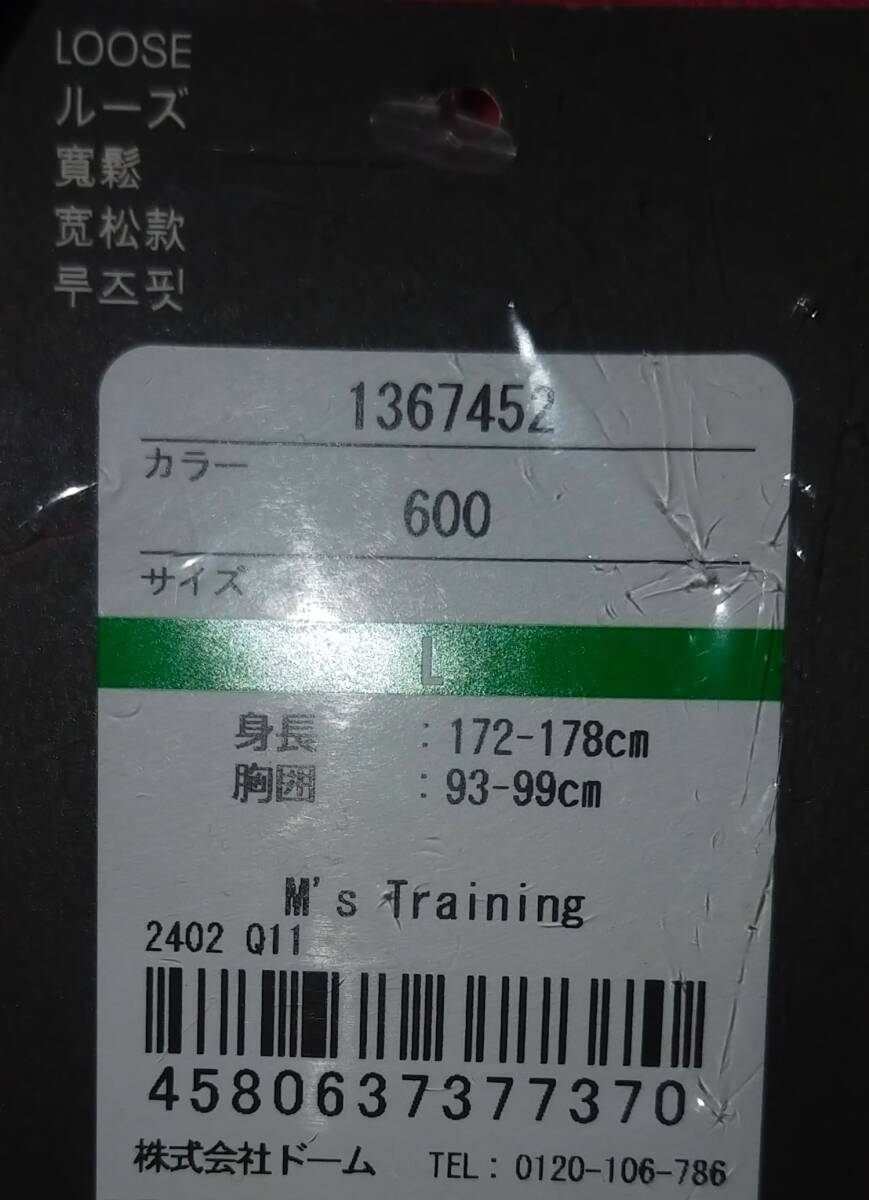 LOOSE
ルーズ
寬鬆
宽松款
루즈핏
1367452
カラー
600
サイズ
L
身長 : 172-178cm
胸囲 : 93-99cm
M's Training
2402 Q11
4580637377370
株式会社ドーム TEL: 0120-106-786